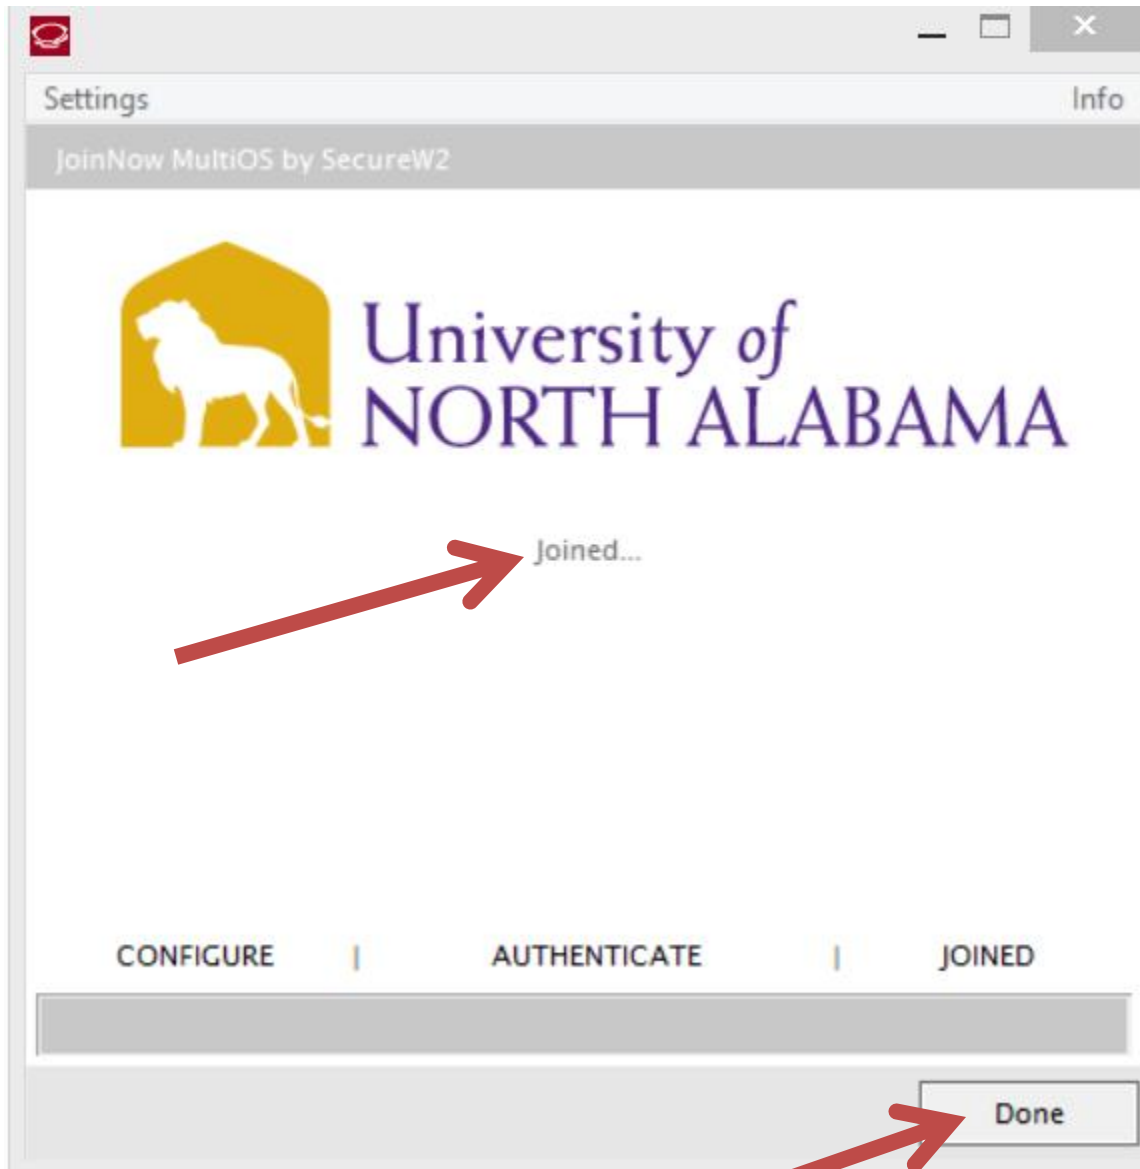 Settings Info
JoinNow MultiOS by SecureW2
University of
NORTH ALABAMA
Joined...
CONFIGURE | AUTHENTICATE | JOINED
Done